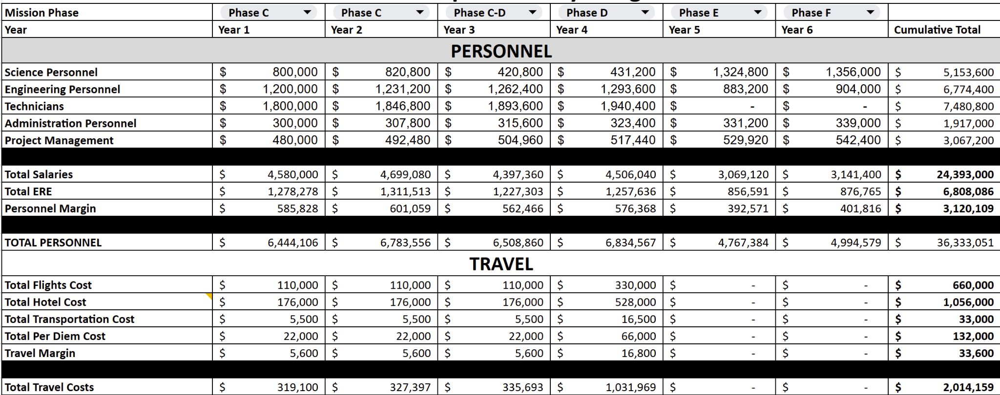 Mission Phase Phase C Phase C Phase C-D Phase D Phase E Phase F
Year Year 1 Year 2 Year 3 Year 4 Year 5 Year 6 Cumulative Total
PERSONNEL
Science Personnel $ 800,000 $ 820,800 $ 420,800 $ 431,200 $ 1,324,800 $ 1,356,000 $ 5,153,600
Engineering Personnel $ 1,200,000 $ 1,231,200 $ 1,262,400 $ 1,293,600 $ 883,200 $ 904,000 $ 6,774,400
Technicians $ 1,800,000 $ 1,846,800 $ 1,893,600 $ 1,940,400 $ - $ - $ 7,480,800
Administration Personnel $ 300,000 $ 307,800 $ 315,600 $ 323,400 $ 331,200 $ 339,000 $ 1,917,000
Project Management $ 480,000 $ 492,480 $ 504,960 $ 517,440 $ 529,920 $ 542,400 $ 3,067,200
Total Salaries $ 4,580,000 $ 4,699,080 $ 4,397,360 $ 4,506,040 $ 3,069,120 $ 3,141,400 $ 24,393,000
Total ERE $ 1,278,278 $ 1,311,513 $ 1,227,303 $ 1,257,636 $ 856,591 $ 876,765 $ 6,808,086
Personnel Margin $ 585,828 $ 601,059 $ 562,466 $ 576,368 $ 392,571 $ 401,816 $ 3,120,109
TOTAL PERSONNEL $ 6,444,106 $ 6,783,556 $ 6,508,860 $ 6,834,567 $ 4,767,384 $ 4,994,579 $ 36,333,051
TRAVEL
Total Flights Cost $ 110,000 $ 110,000 $ 110,000 $ 330,000 $ - $ - $ 660,000
Total Hotel Cost $ 176,000 $ 176,000 $ 176,000 $ 528,000 $ - $ - $ 1,056,000
Total Transportation Cost $ 5,500 $ 5,500 $ 5,500 $ 16,500 $ - $ - $ 33,000
Total Per Diem Cost $ 22,000 $ 22,000 $ 22,000 $ 66,000 $ - $ - $ 132,000
Travel Margin $ 5,600 $ 5,600 $ 5,600 $ 16,800 $ - $ - $ 33,600
Total Travel Costs $ 319,100 $ 327,397 $ 335,693 $ 1,031,969 $ - $ - $ 2,014,159